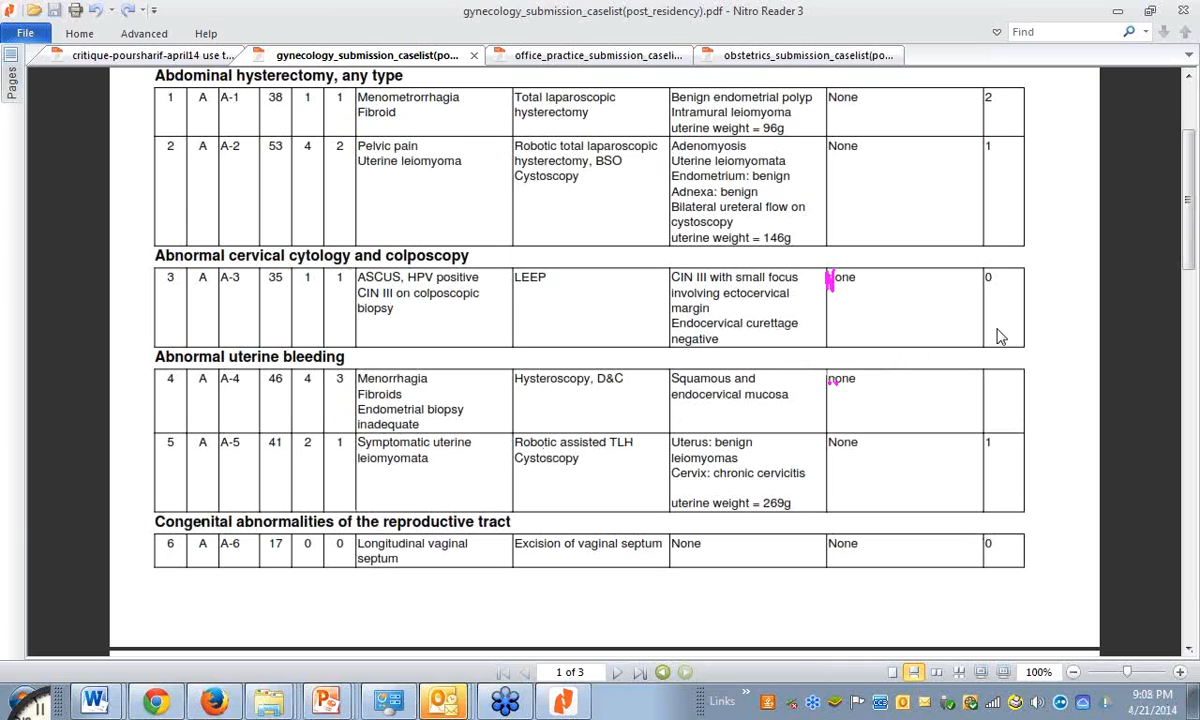 gynecology_submission_caselist(post_residency).pdf - Nitro Reader 3
File Home Advanced Help Find
critique-poursharif-april14 use t... gynecology_submission_caselist(po... office_practice_submission_caseli... obstetrics_submission_caselist(po...
Pages
Abdominal hysterectomy, any type
1 A A-1 38 1 1 Menometrorrhagia Total laparoscopic Benign endometrial polyp None 2
Fibroid hysterectomy Intramural leiomyoma
uterine weight = 96g
2 A A-2 53 4 2 Pelvic pain Robotic total laparoscopic Adenomyosis None 1
Uterine leiomyoma hysterectomy, BSO Uterine leiomyomata
Cystoscopy Endometrium: benign
Adnexa: benign
Bilateral ureteral flow on
cystoscopy
uterine weight = 146g
Abnormal cervical cytology and colposcopy
3 A A-3 35 1 1 ASCUS, HPV positive LEEP CIN III with small focus None 0
CIN III on colposcopic involving ectocervical
biopsy margin
Endocervical curettage
negative
Abnormal uterine bleeding
4 A A-4 46 4 3 Menorrhagia Hysteroscopy, D&C Squamous and none
Fibroids endocervical mucosa
Endometrial biopsy
inadequate
5 A A-5 41 2 1 Symptomatic uterine Robotic assisted TLH Uterus: benign None 1
leiomyomata Cystoscopy leiomyomas
Cervix: chronic cervicitis
uterine weight = 269g
Congenital abnormalities of the reproductive tract
6 A A-6 17 0 0 Longitudinal vaginal Excision of vaginal septum None None 0
septum
1 of 3 100%
Links 9:08 PM
4/21/2014